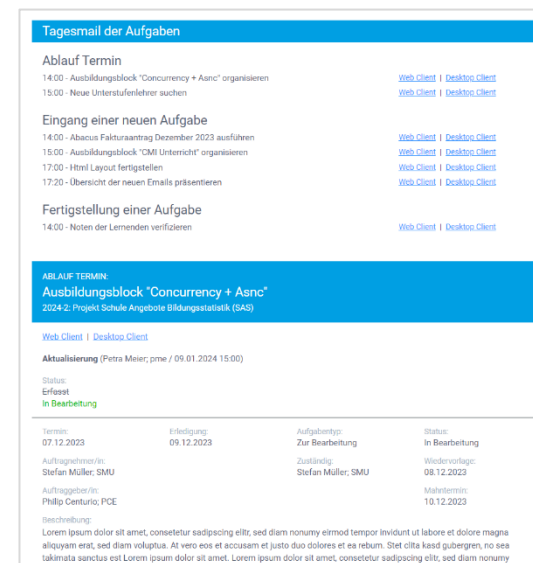 Tagesmail der Aufgaben
Ablauf Termin
14:00 - Ausbildungsblock "Concurrency + Asnc" organisieren Web Client | Desktop Client
15:00 - Neue Unterstufenlehrer suchen Web Client | Desktop Client
Eingang einer neuen Aufgabe
14:00 - Abacus Fakturaantrag Dezember 2023 ausführen Web Client | Desktop Client
15:00 - Ausbildungsblock "CMI Unterricht" organisieren Web Client | Desktop Client
17:00 - Html Layout fertigstellen Web Client | Desktop Client
17:20 - Übersicht der neuen Emails präsentieren Web Client | Desktop Client
Fertigstellung einer Aufgabe
14:00 - Noten der Lernenden verifizieren Web Client | Desktop Client
ABLAUF TERMIN:
Ausbildungsblock "Concurrency + Asnc"
2024-2: Projekt Schule Angebote Bildungsstatistik (SAS)
Web Client | Desktop Client
Aktualisierung (Petra Meier; pme / 09.01.2024 15:00)
Status:
Erfasst
In Bearbeitung
Termin: Erledigung: Aufgabentyp: Status:
07.12.2023 09.12.2023 Zur Bearbeitung In Bearbeitung
Auftragnehmer/in: Zuständig: Wiedervorlage:
Stefan Müller; SMU Stefan Müller; SMU 08.12.2023
Auftraggeber/in: Mahntermin:
Philip Centurio; PCE 10.12.2023
Beschreibung:
Lorem ipsum dolor sit amet, consetetur sadipscing elitr, sed diam nonumy eirmod tempor invidunt ut labore et dolore magna
aliquyam erat, sed diam voluptua. At vero eos et accusam et justo duo dolores et ea rebum. Stet clita kasd gubergren, no sea
takimata sanctus est Lorem ipsum dolor sit amet. Lorem ipsum dolor sit amet, consetetur sadipscing elitr, sed diam nonumy